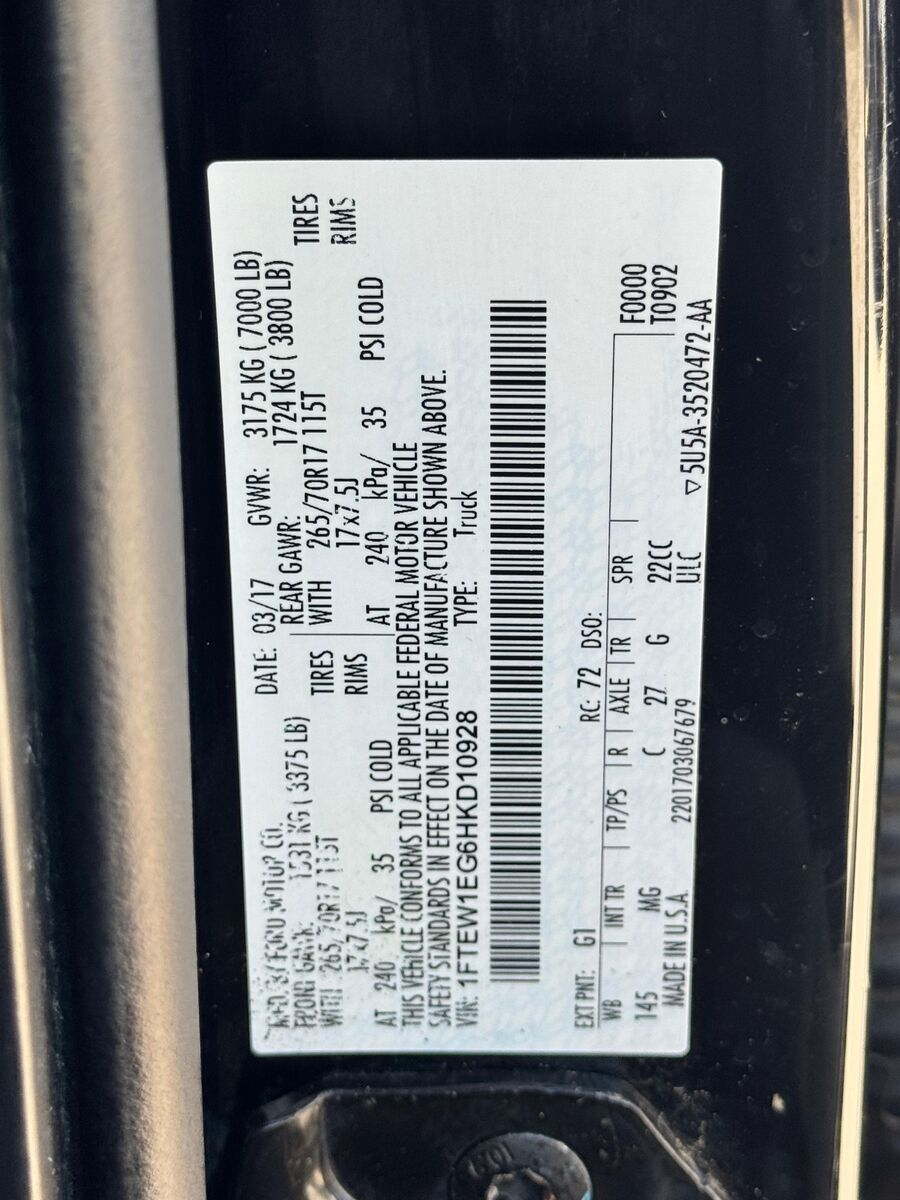 MFD. BY FORD MOTOR CO.
DATE: 03/17 GVWR: 3175 KG ( 7000 LB)
FRONT GAWR: 1531 KG ( 3375 LB)
REAR GAWR: 1724 KG ( 3800 LB)
WITH 265/70R17 115T TIRES
WITH 265/70R17 115T TIRES
17x7.5J RIMS
17x7.5J RIMS
AT 240 kPa/ 35 PSI COLD
AT 240 kPa/ 35 PSI COLD
THIS VEHICLE CONFORMS TO ALL APPLICABLE FEDERAL MOTOR VEHICLE
SAFETY STANDARDS IN EFFECT ON THE DATE OF MANUFACTURE SHOWN ABOVE.
VIN: 1FTEW1EG6HKD10928 TYPE: Truck
EXT PNT: G1 RC: 72 DSO:
F0000
WB | INT TR | TP/PS | R | AXLE | TR | SPR
T0902
145 MG C 27 G 22CC
MADE IN U.S.A. 2201703067679 ULC ▽5U5A-3520472-AA